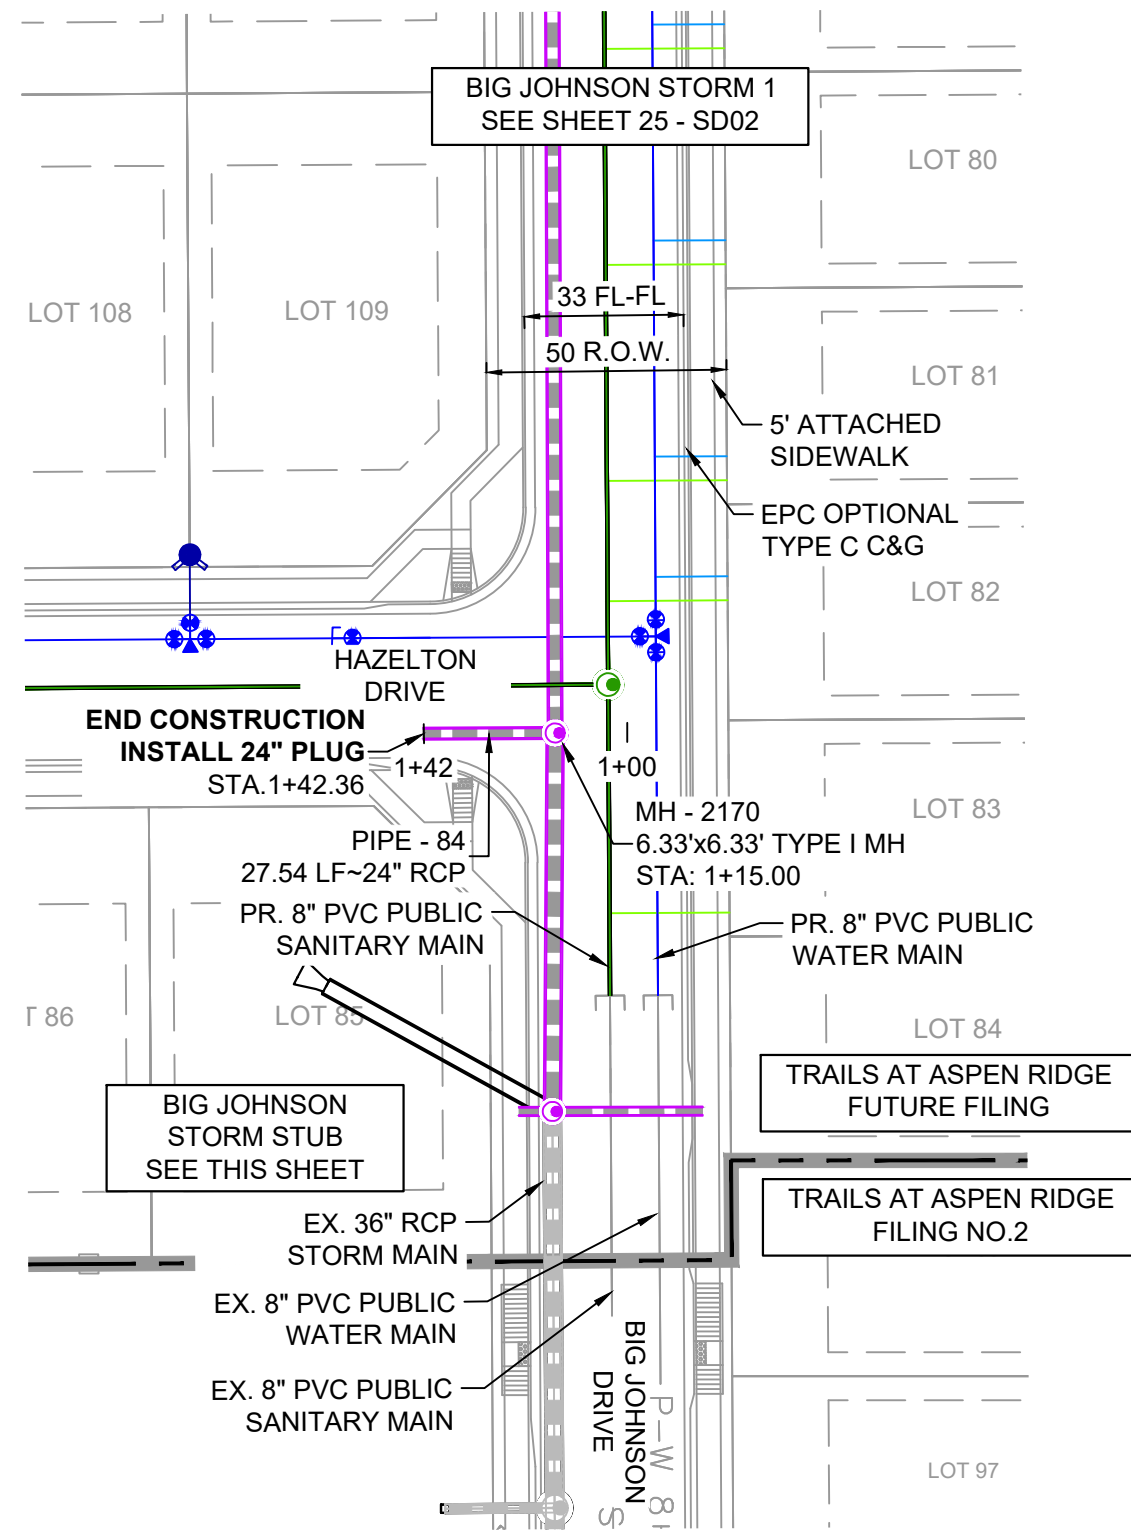 BIG JOHNSON STORM 1
SEE SHEET 25 - SD02
LOT 80
LOT 108
LOT 109
33 FL-FL
50 R.O.W.
LOT 81
5' ATTACHED
SIDEWALK
EPC OPTIONAL
TYPE C C&G
LOT 82
HAZELTON
DRIVE
END CONSTRUCTION
INSTALL 24" PLUG
STA.1+42.36
1+42
1+00
MH - 2170
6.33'x6.33' TYPE I MH
STA: 1+15.00
LOT 83
PIPE - 84
27.54 LF~24" RCP
PR. 8" PVC PUBLIC
SANITARY MAIN
PR. 8" PVC PUBLIC
WATER MAIN
T 86
LOT 85
LOT 84
TRAILS AT ASPEN RIDGE
FUTURE FILING
BIG JOHNSON
STORM STUB
SEE THIS SHEET
TRAILS AT ASPEN RIDGE
FILING NO.2
EX. 36" RCP
STORM MAIN
EX. 8" PVC PUBLIC
WATER MAIN
EX. 8" PVC PUBLIC
SANITARY MAIN
BIG JOHNSON
DRIVE
P-W 8
S
LOT 97